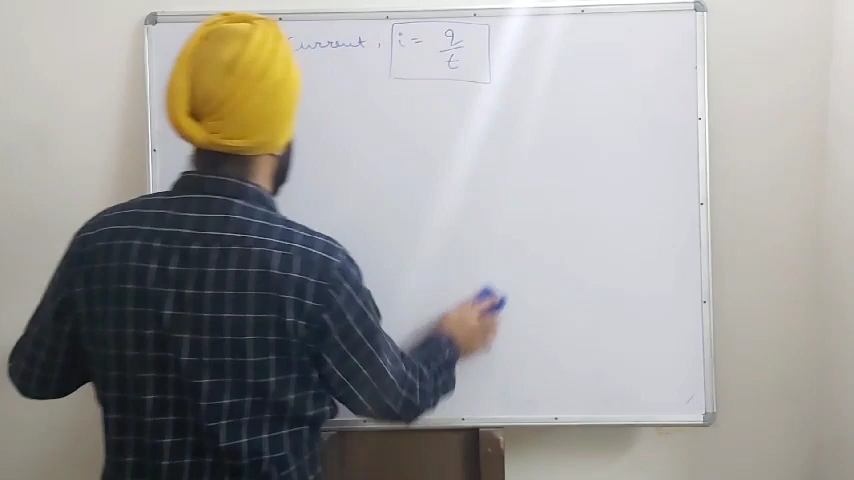 Current, i = q/t